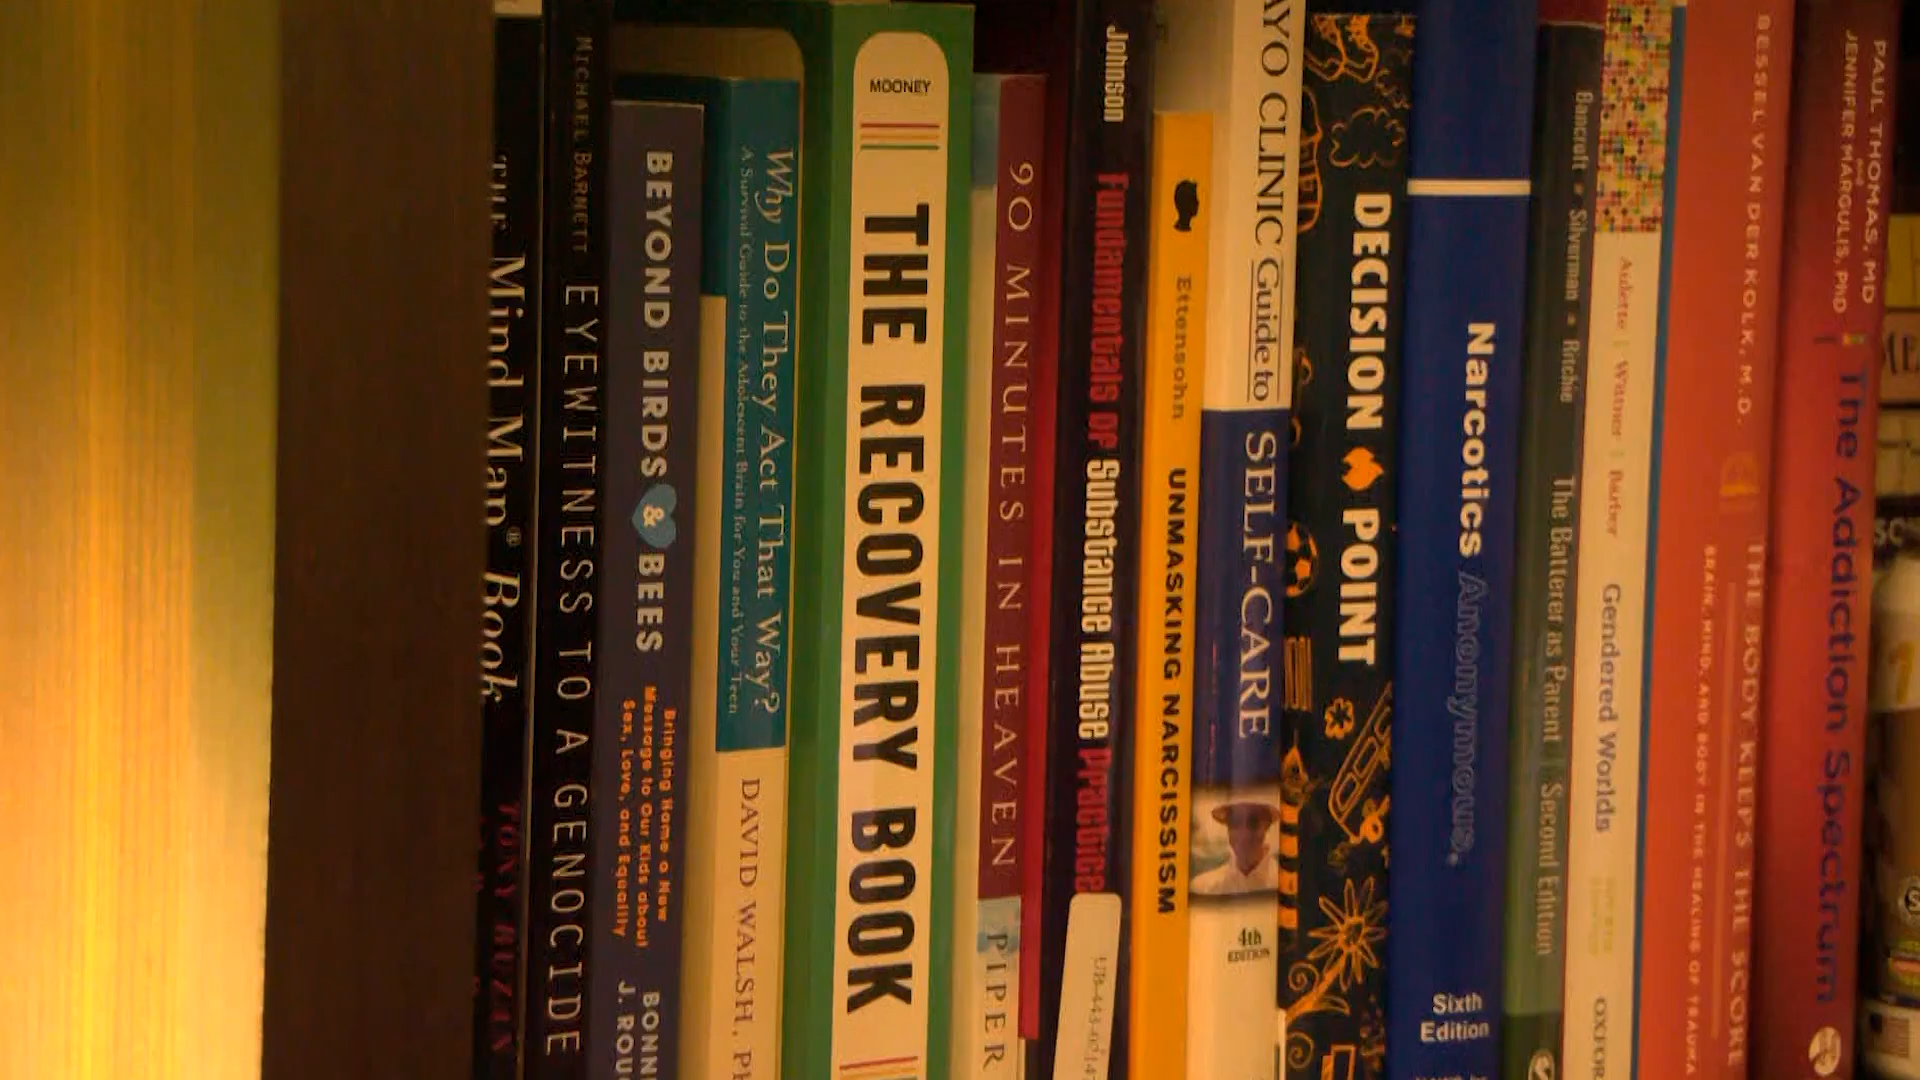 THE Mind Map® Book
TONY BUZAN
MICHAEL BARNETT
EYEWITNESS TO A GENOCIDE
BEYOND BIRDS & BEES
Bringing Home a New
Message to Our Kids about
Sex, Love, and Equality
BONNI
J. ROU
Why Do They Act That Way?
A Survival Guide to the Adolescent Brain for You and Your Teen
DAVID WALSH, PH
MOONEY
THE RECOVERY BOOK
90 MINUTES IN HEAVEN
PIPER
Johnson
Fundamentals of Substance Abuse Practice
Ettensohn
UNMASKING NARCISSISM
AYO CLINIC Guide to
SELF-CARE
4th
EDITION
DECISION POINT
Narcotics Anonymous
Sixth
Edition
Bancroft • Silverman • Ritchie
The Batterer as Parent | Second Edition
Aulette | Wittner | Barber
Gendered Worlds
OXFOR
BESSEL VAN DER KOLK, M.D.
THE BODY KEEPS THE SCORE
BRAIN, MIND, AND BODY IN THE HEALING OF TRAUMA
PAUL THOMAS, MD
and
JENNIFER MARGULIS, PhD
The Addiction Spectrum